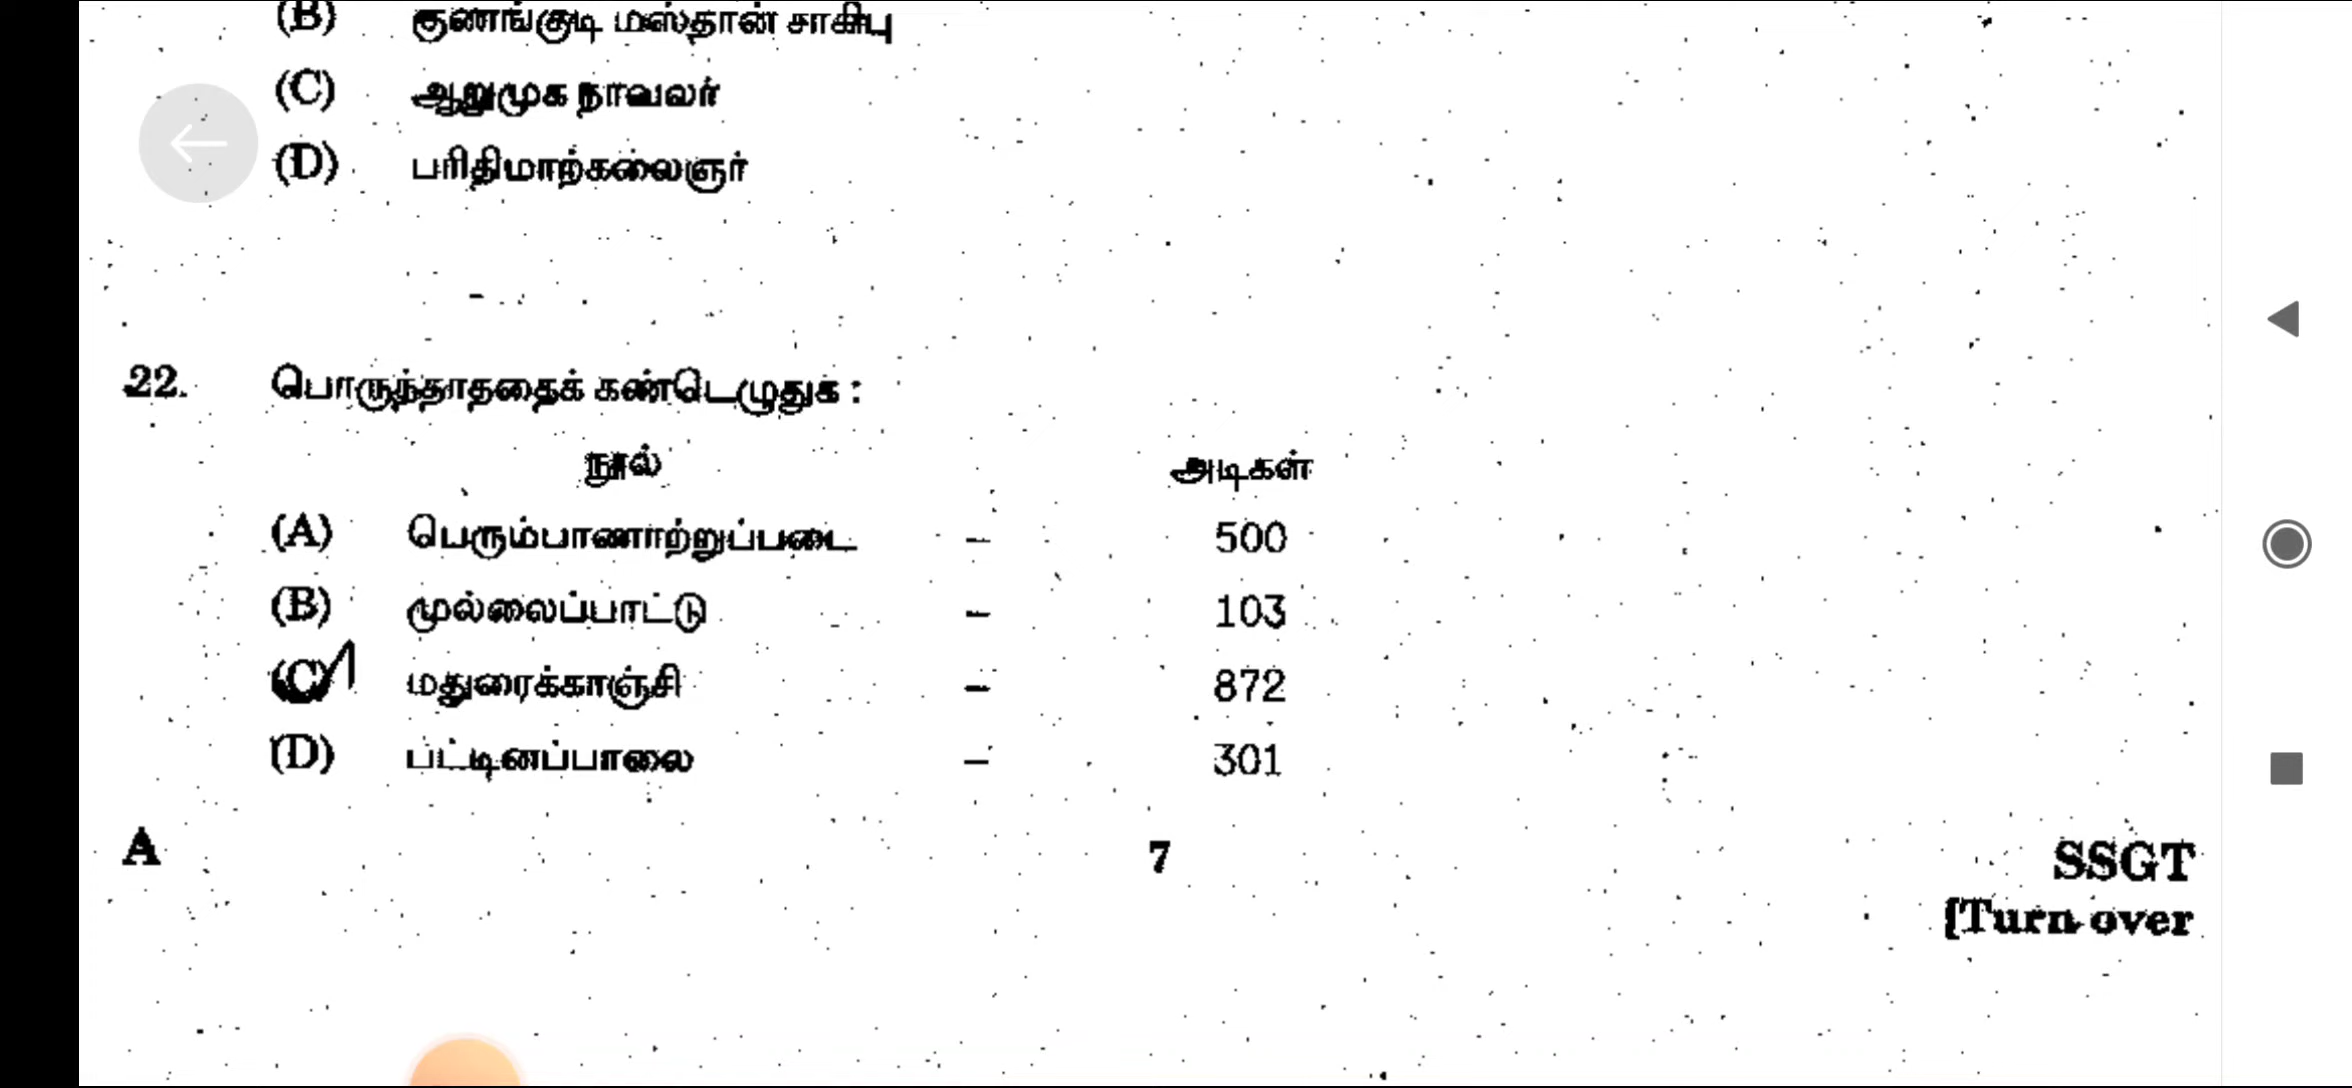 (B) குணங்குடி மஸ்தான் சாகிபு
(C) ஆறுமுக நாவலர்
(D) பரிதிமாற்கலைஞர்
22. பொருந்தாததைக் கண்டெழுதுக :
நூல் அடிகள்
(A) பெரும்பாணாற்றுப்படை – 500
(B) முல்லைப்பாட்டு – 103
(C) மதுரைக்காஞ்சி – 872
(D) பட்டினப்பாலை – 301
A 7 SSGT
[Turn over